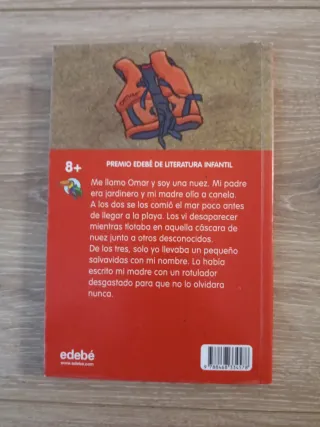 8+
PREMIO EDEBÉ DE LITERATURA INFANTIL
Me llamo Omar y soy una nuez. Mi padre
era jardinero y mi madre olía a canela.
A los dos se los comió el mar poco antes
de llegar a la playa. Los vi desaparecer
mientras flotaba en aquella cáscara de
nuez junto a otros desconocidos.
De los tres, solo yo llevaba un pequeño
salvavidas con mi nombre. Lo había
escrito mi madre con un rotulador
desgastado para que no lo olvidara
nunca.
edebé
www.edebe.com